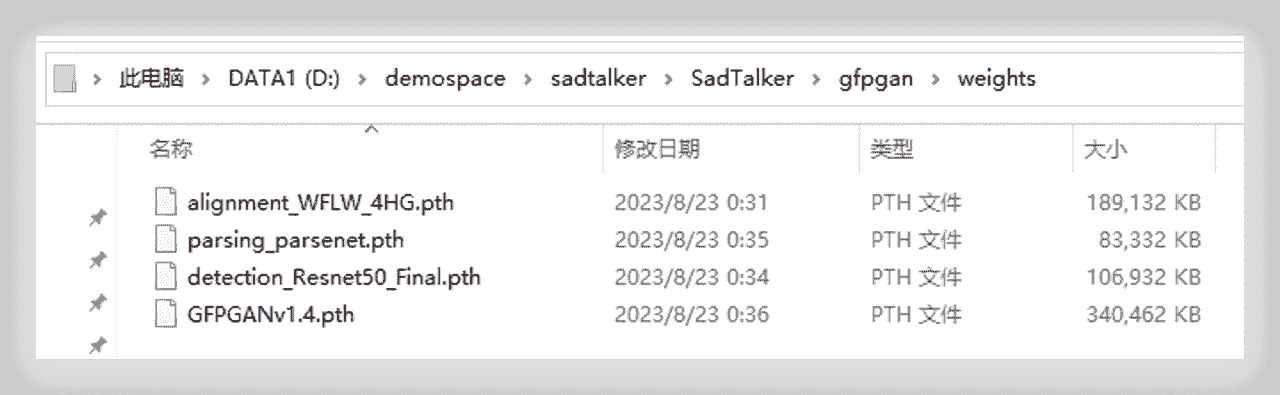 此电脑 > DATA1 (D:) > demospace > sadtalker > SadTalker > gfpgan > weights
名称 修改日期 类型 大小
alignment_WFLW_4HG.pth 2023/8/23 0:31 PTH 文件 189,132 KB
parsing_parsenet.pth 2023/8/23 0:35 PTH 文件 83,332 KB
detection_Resnet50_Final.pth 2023/8/23 0:34 PTH 文件 106,932 KB
GFPGANv1.4.pth 2023/8/23 0:36 PTH 文件 340,462 KB